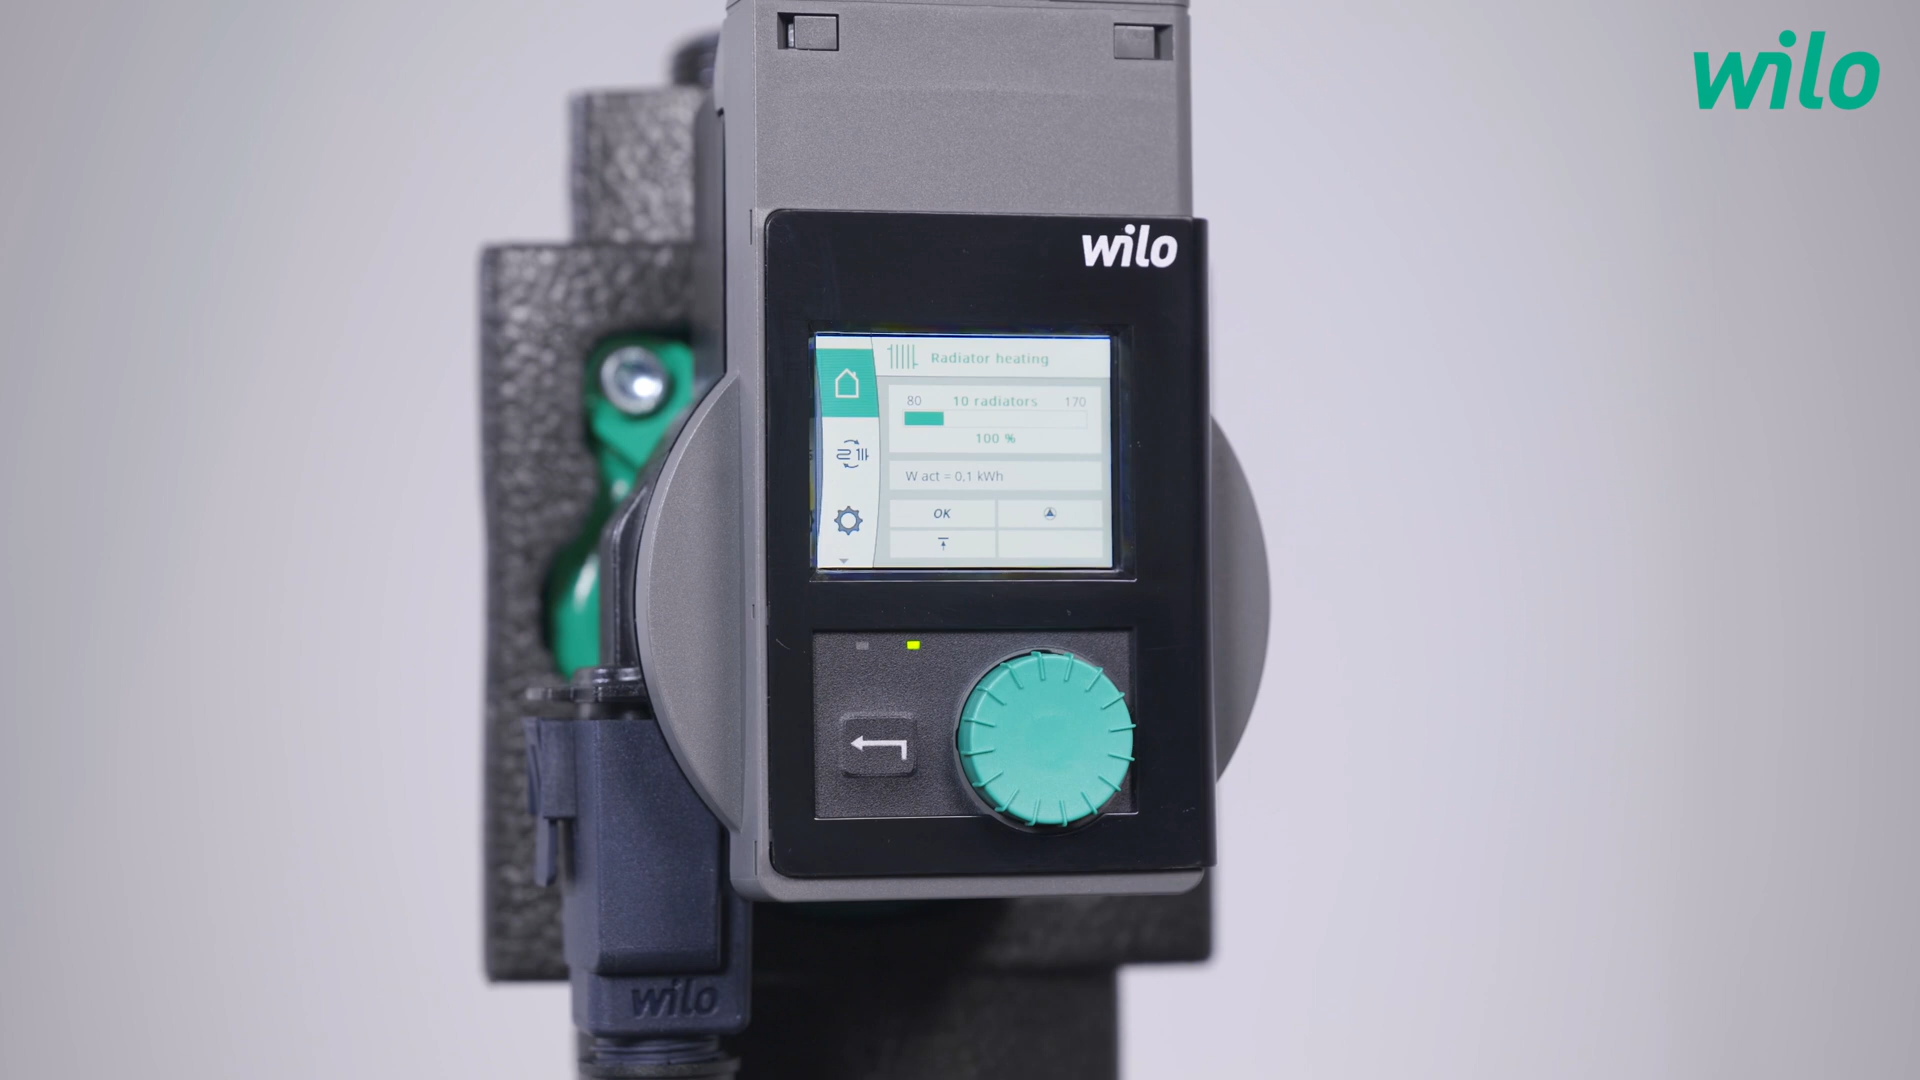 wilo
wilo
Radiator heating
80 10 radiators 170
100 %
W act = 0,1 kWh
OK
wilo